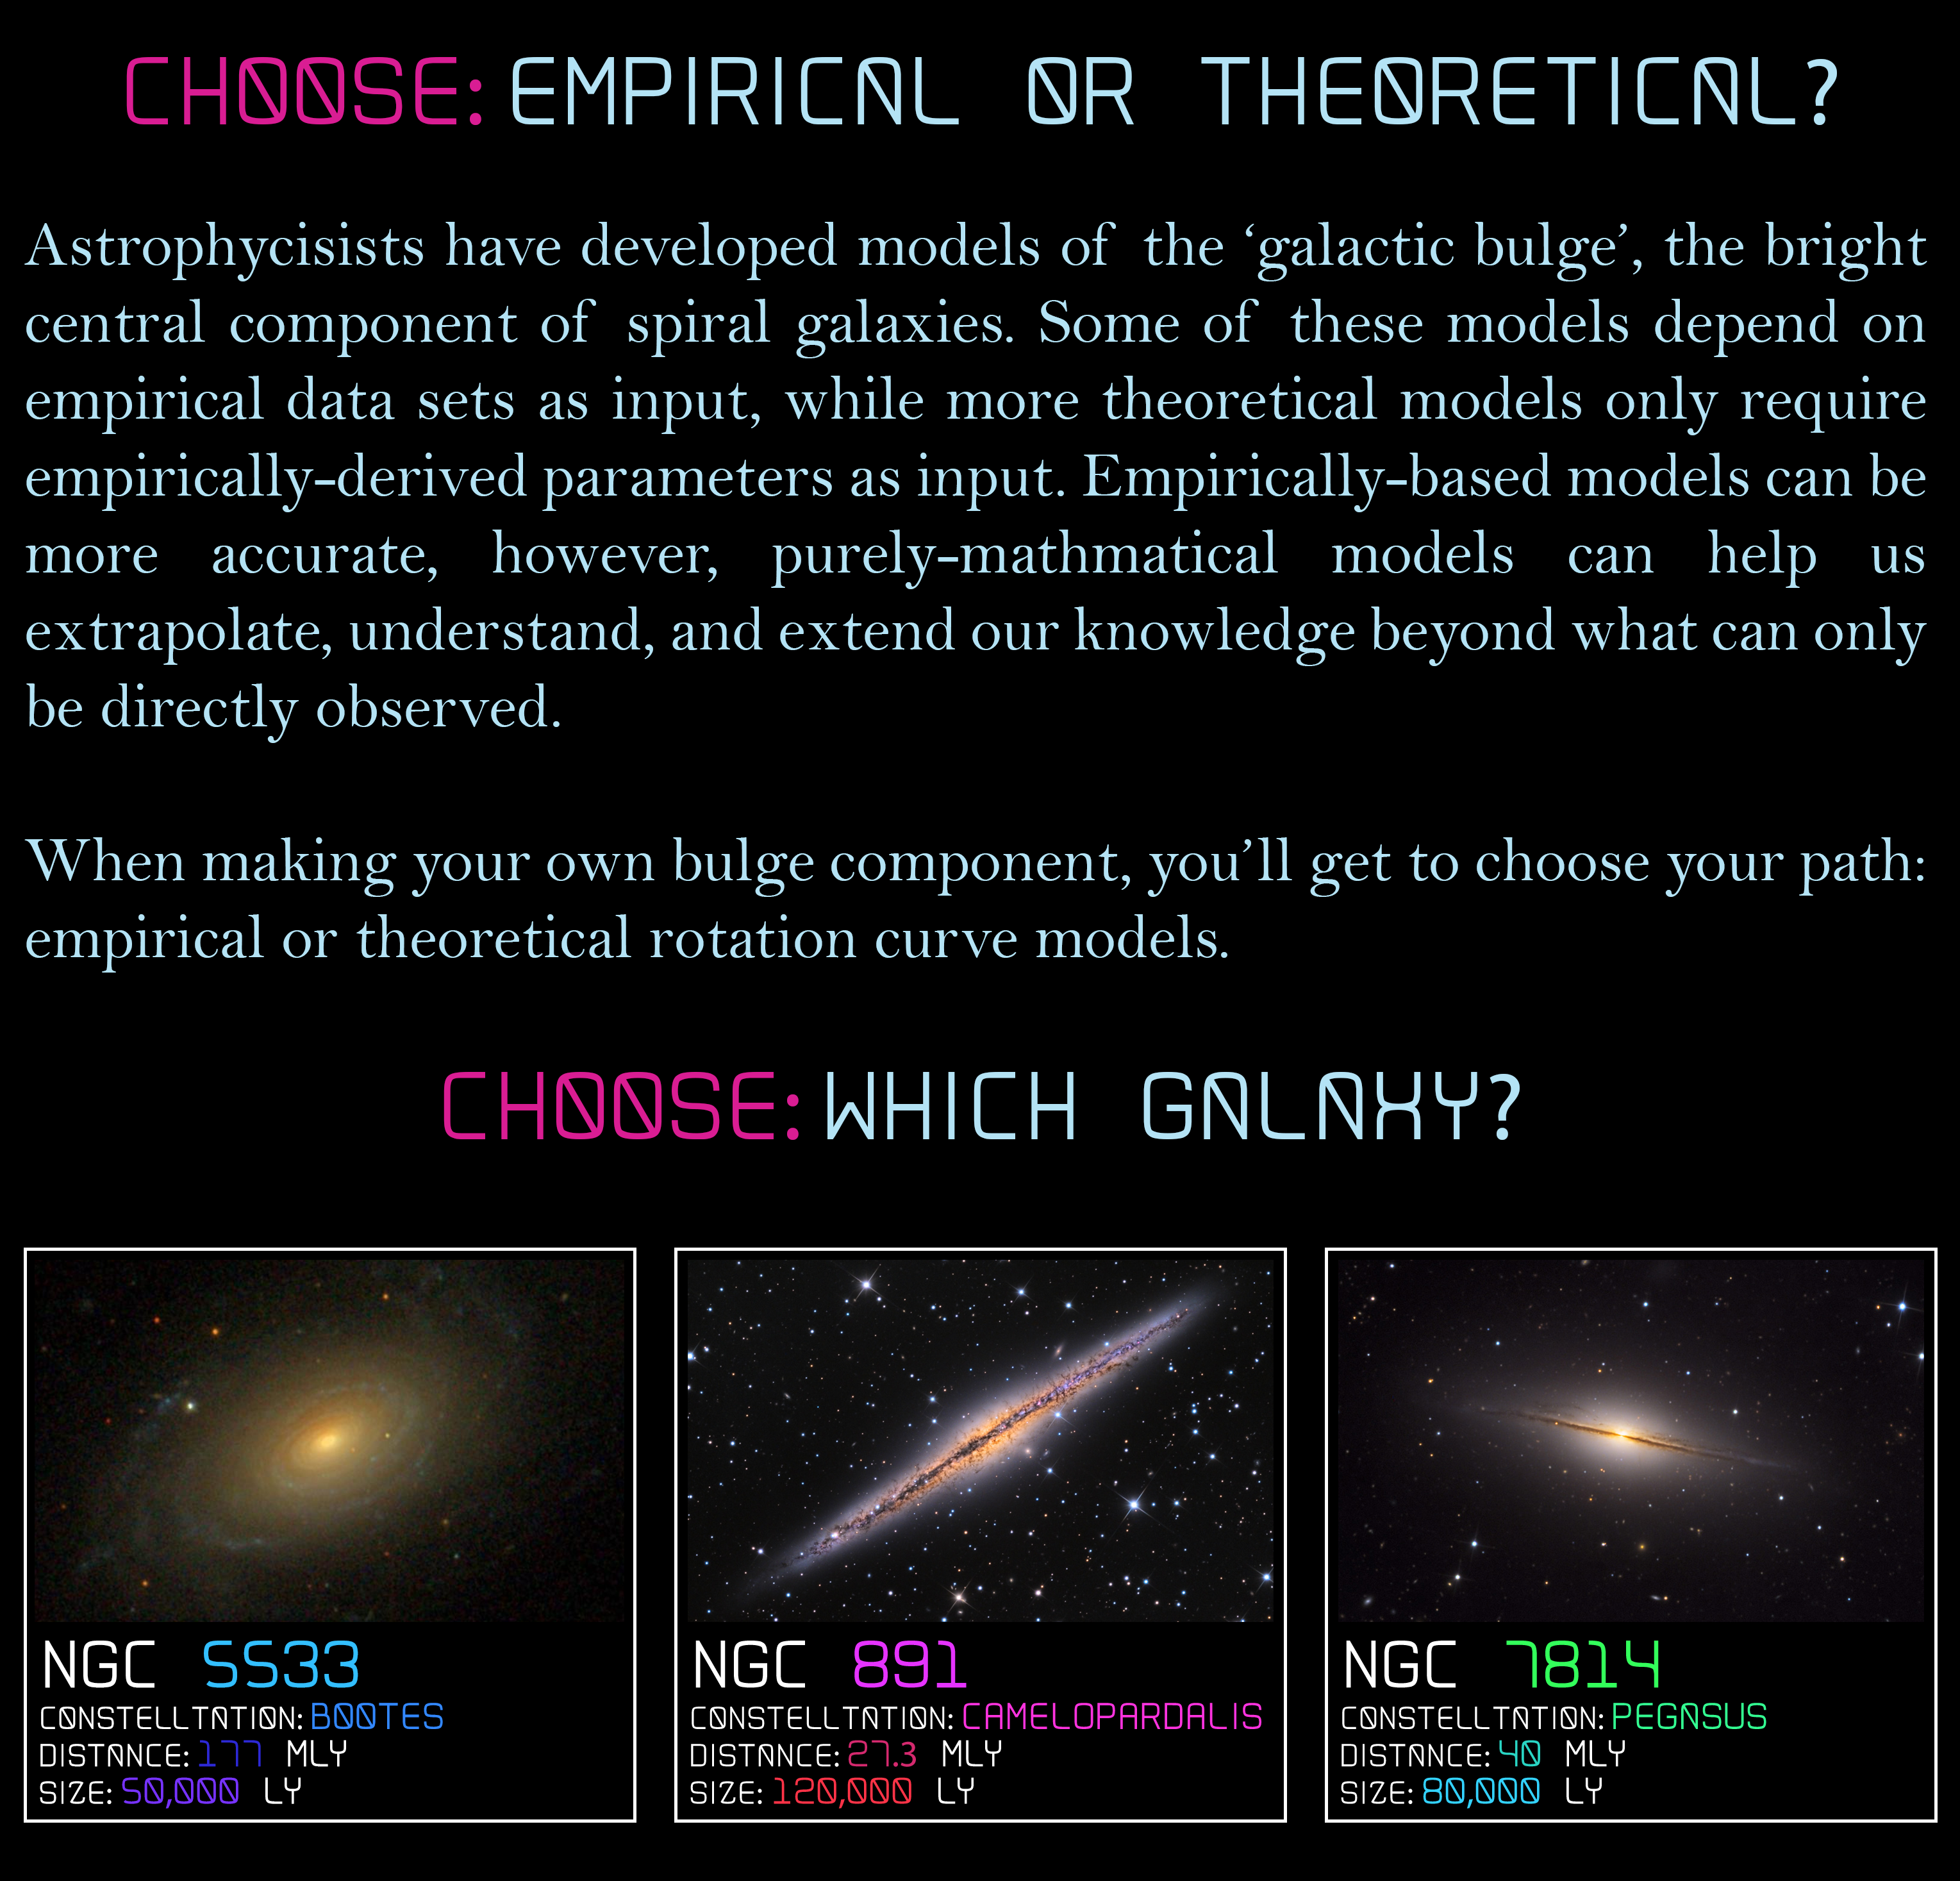 CHOOSE: EMPIRICAL OR THEORETICAL?
Astrophycisists have developed models of the ‘galactic bulge’, the bright
central component of spiral galaxies. Some of these models depend on
empirical data sets as input, while more theoretical models only require
empirically-derived parameters as input. Empirically-based models can be
more accurate, however, purely-mathmatical models can help us
extrapolate, understand, and extend our knowledge beyond what can only
be directly observed.
When making your own bulge component, you’ll get to choose your path:
empirical or theoretical rotation curve models.
CHOOSE: WHICH GALAXY?
NGC 5533
CONSTELLTATION: BOOTES
DISTANCE: 177 MLY
SIZE: 50,000 LY
NGC 891
CONSTELLTATION: CAMELOPARDALIS
DISTANCE: 27.3 MLY
SIZE: 120,000 LY
NGC 7814
CONSTELLTATION: PEGASUS
DISTANCE: 40 MLY
SIZE: 80,000 LY